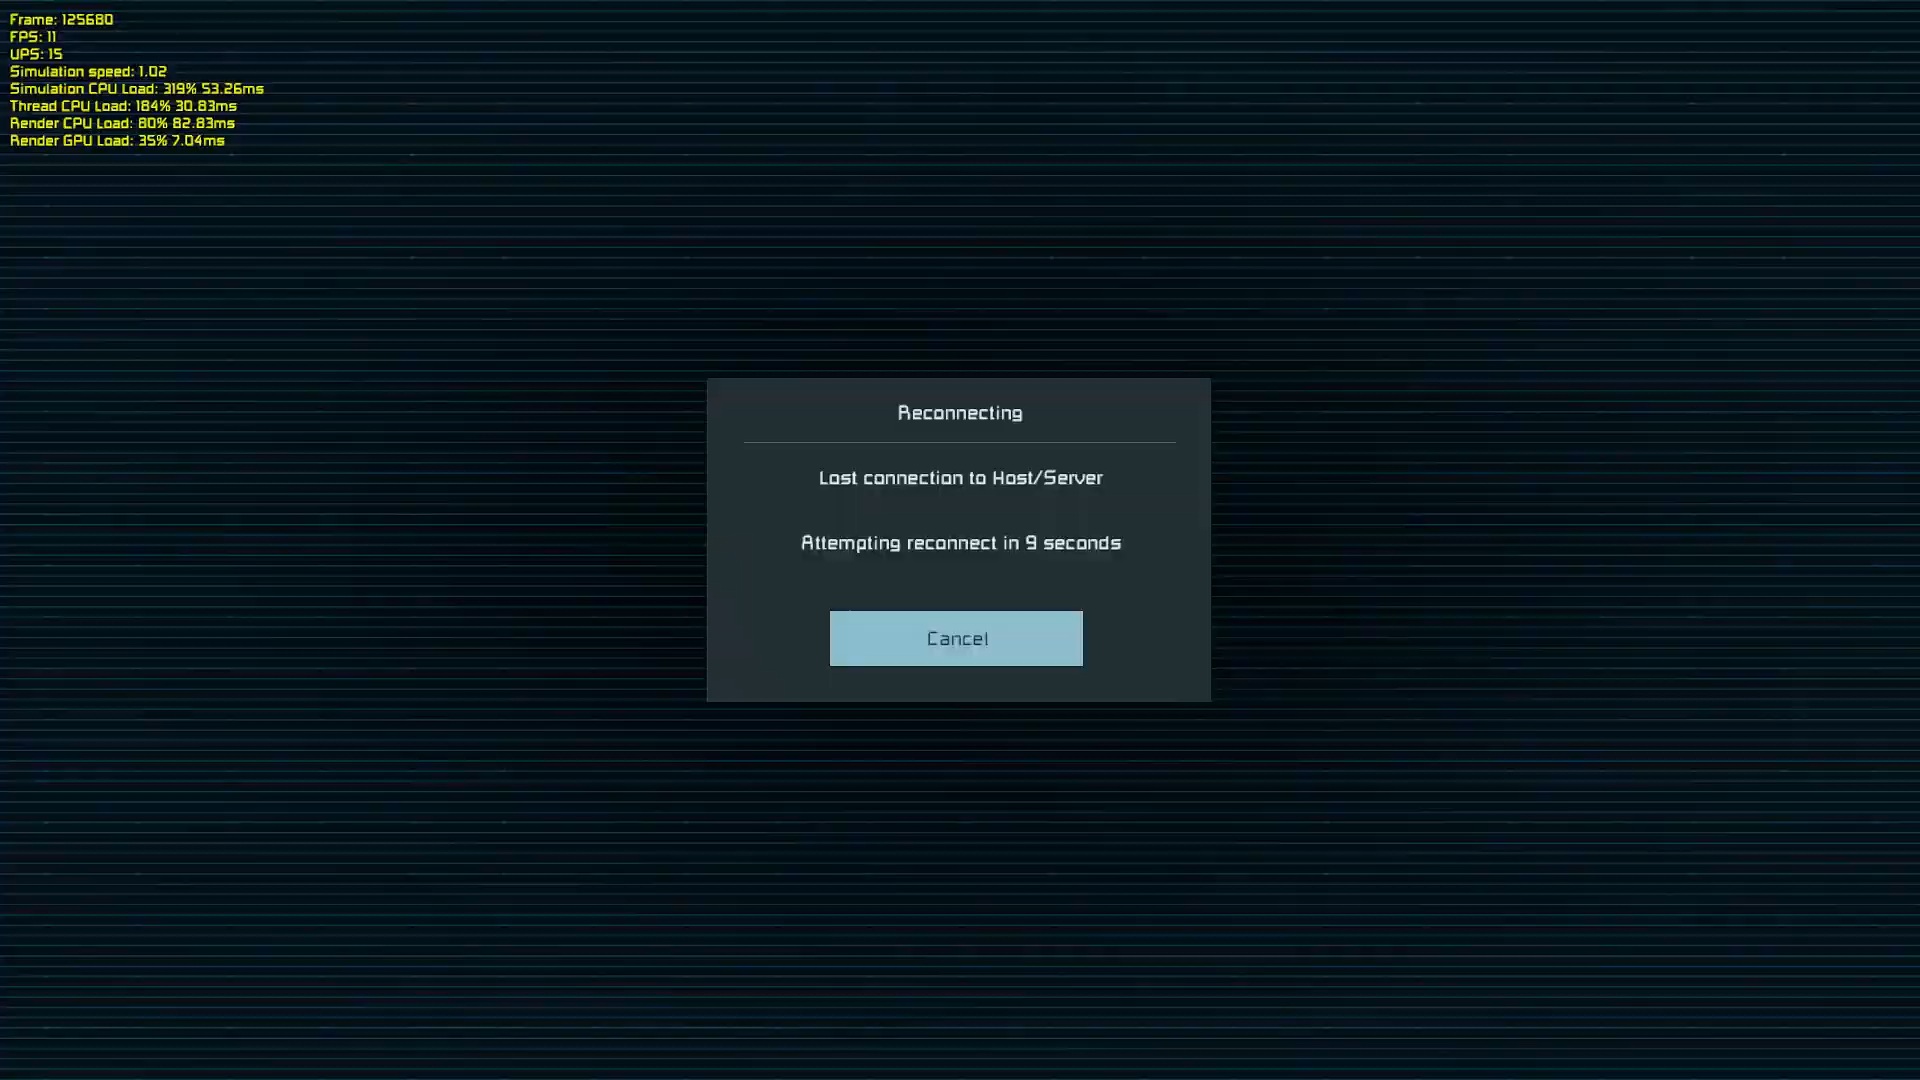 Frame: 125680
FPS: 11
UPS: 15
Simulation speed: 1.02
Simulation CPU Load: 319% 53.26ms
Thread CPU Load: 184% 30.83ms
Render CPU Load: 80% 82.83ms
Render GPU Load: 35% 7.04ms
Reconnecting
Lost connection to Host/Server
Attempting reconnect in 9 seconds
Cancel